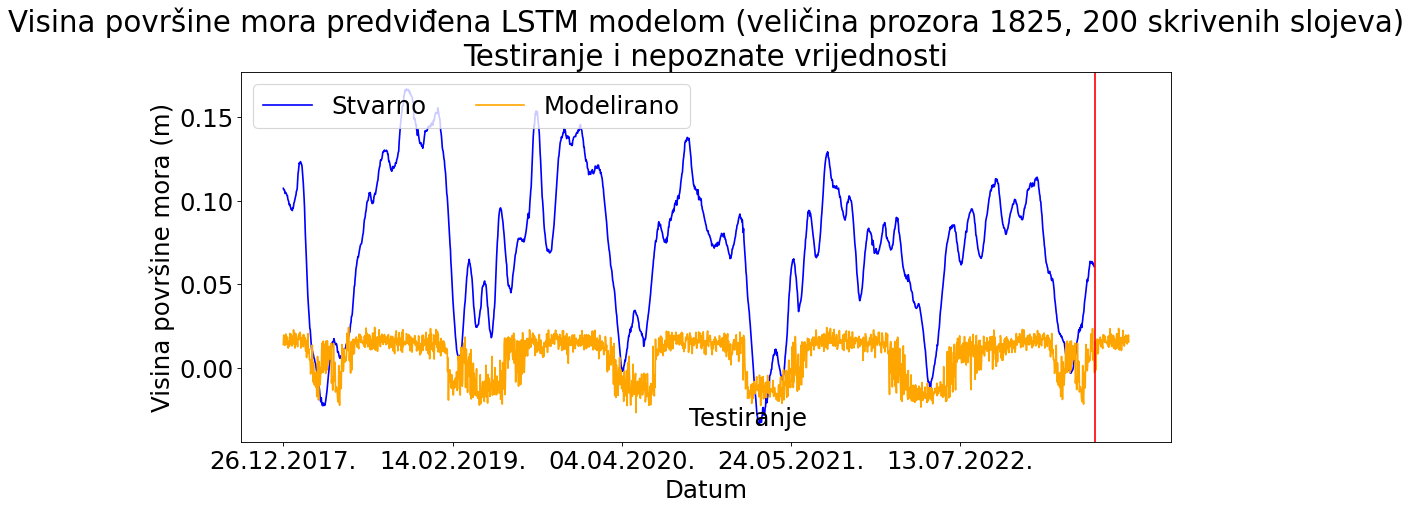 Visina površine mora predviđena LSTM modelom (veličina prozora 1825, 200 skrivenih slojeva)
Testiranje i nepoznate vrijednosti
Stvarno Modelirano
Visina površine mora (m)
0.15
0.10
0.05
0.00
Testiranje
26.12.2017. 14.02.2019. 04.04.2020. 24.05.2021. 13.07.2022.
Datum